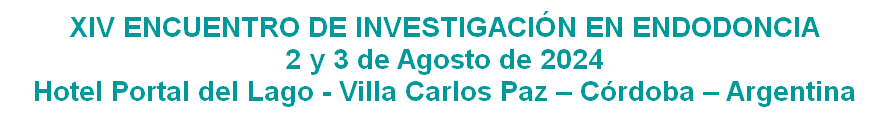 XIV ENCUENTRO DE INVESTIGACIÓN EN ENDODONCIA
2 y 3 de Agosto de 2024
Hotel Portal del Lago - Villa Carlos Paz – Córdoba – Argentina